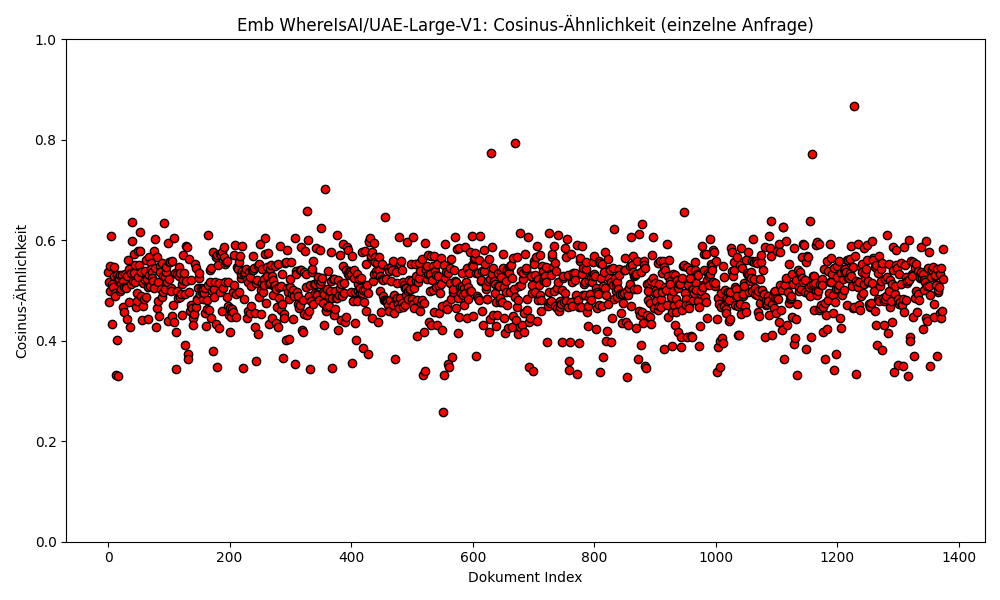 Emb WhereIsAI/UAE-Large-V1: Cosinus-Ähnlichkeit (einzelne Anfrage)
1.0
0.8
0.6
0.4
0.2
0.0
Cosinus-Ähnlichkeit
0 200 400 600 800 1000 1200 1400
Dokument Index